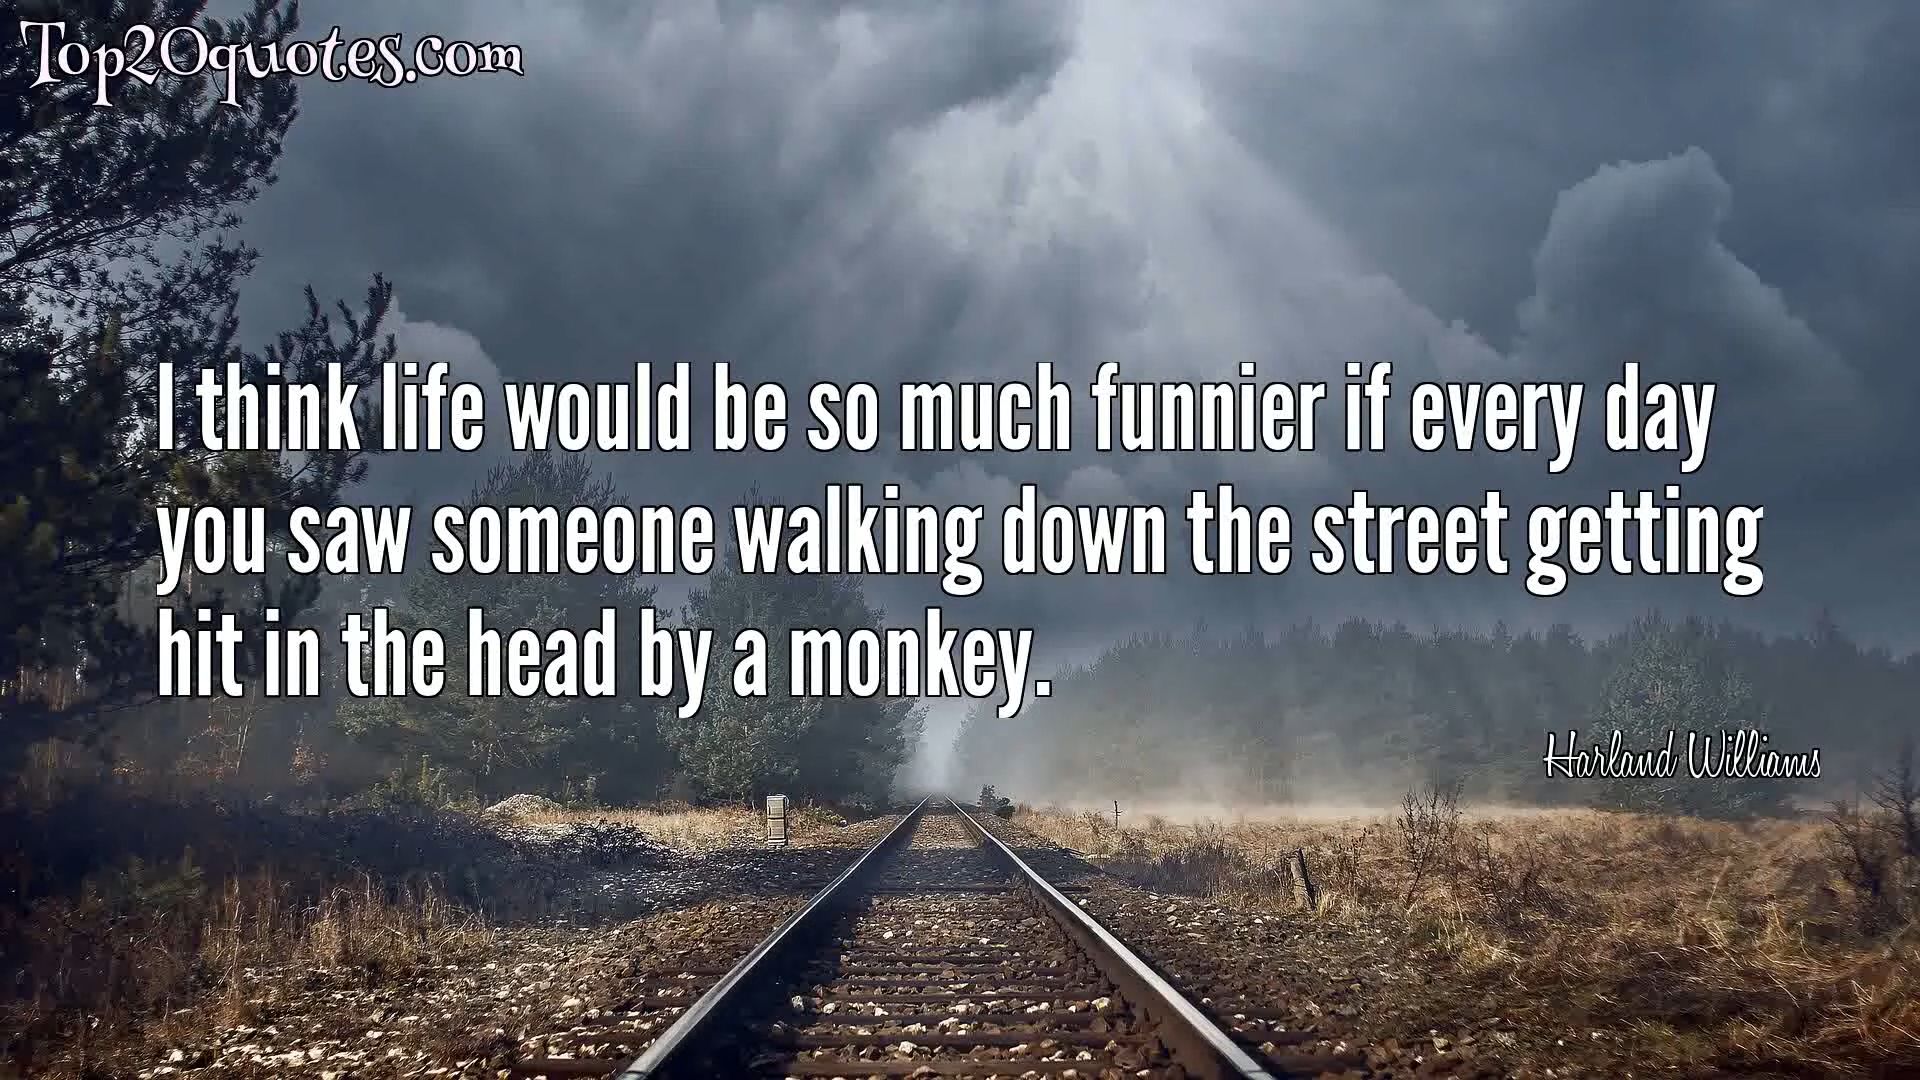 Top20quotes.com
I think life would be so much funnier if every day
you saw someone walking down the street getting
hit in the head by a monkey.
Harland Williams